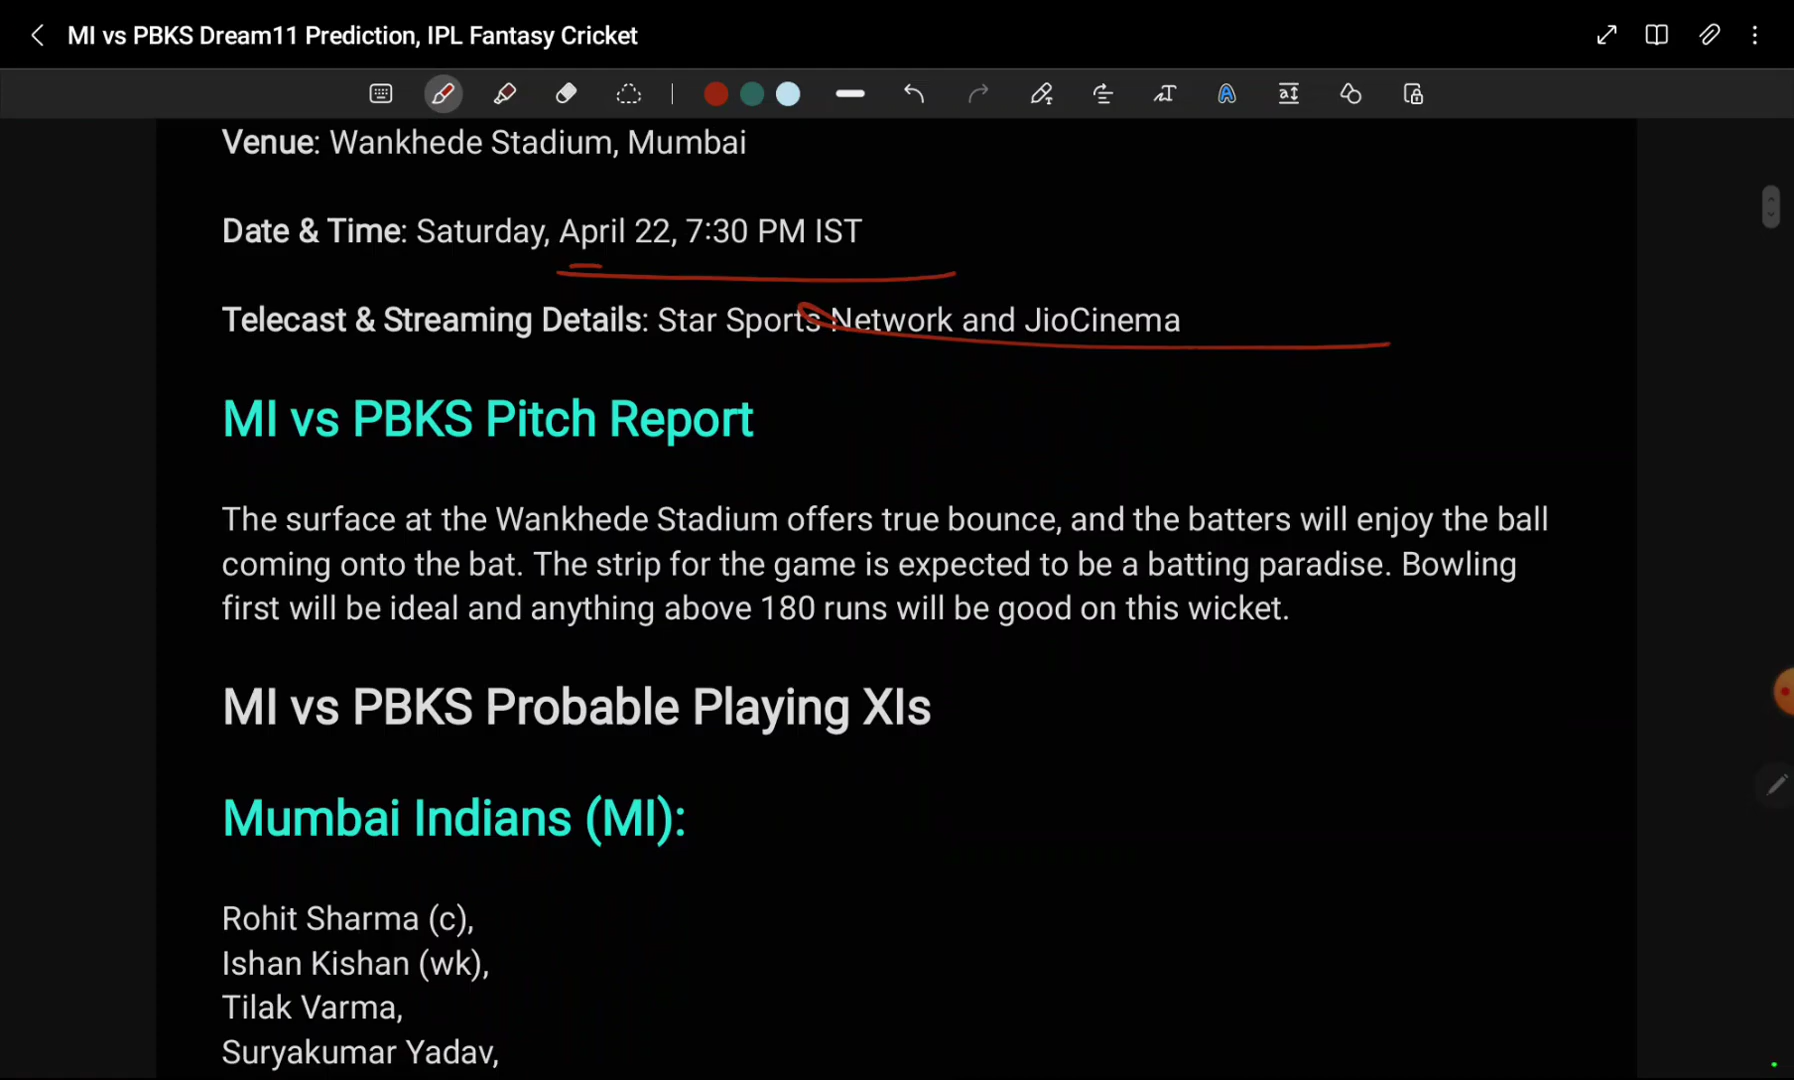 MI vs PBKS Dream11 Prediction, IPL Fantasy Cricket
Venue: Wankhede Stadium, Mumbai
Date & Time: Saturday, April 22, 7:30 PM IST
Telecast & Streaming Details: Star Sports Network and JioCinema
MI vs PBKS Pitch Report
The surface at the Wankhede Stadium offers true bounce, and the batters will enjoy the ball
coming onto the bat. The strip for the game is expected to be a batting paradise. Bowling
first will be ideal and anything above 180 runs will be good on this wicket.
MI vs PBKS Probable Playing XIs
Mumbai Indians (MI):
Rohit Sharma (c),
Ishan Kishan (wk),
Tilak Varma,
Suryakumar Yadav,